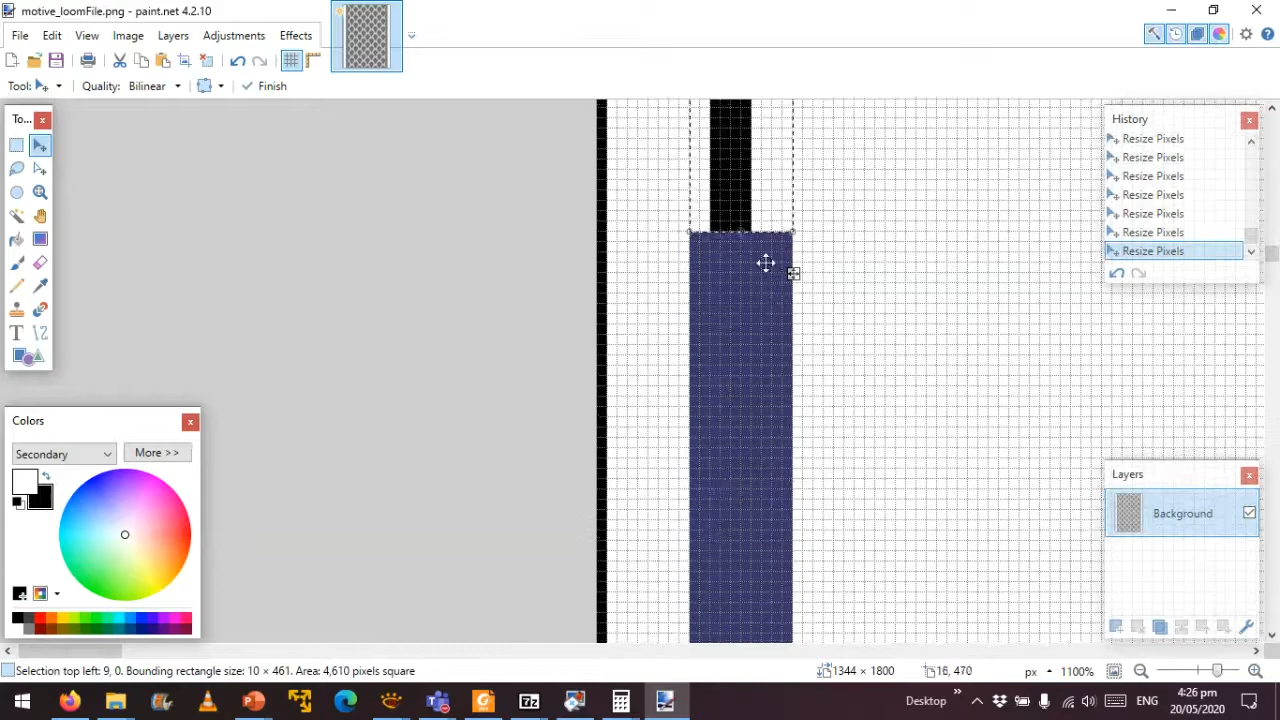 motive_loomFile.png - paint.net 4.2.10
File Edit View Image Layers Adjustments Effects
Tool: Quality: Bilinear Finish
To...
History
Resize Pixels
Resize Pixels
Resize Pixels
Resize Pixels
Resize Pixels
Resize Pixels
Resize Pixels
Colors
Secondary More >>
Layers
Background
Selection top left: 9, 0. Bounding rectangle size: 10 × 461. Area: 4,610 pixels square 1344 × 1800 16, 470 px 1100%
Desktop » ENG 4:26 pm
20/05/2020